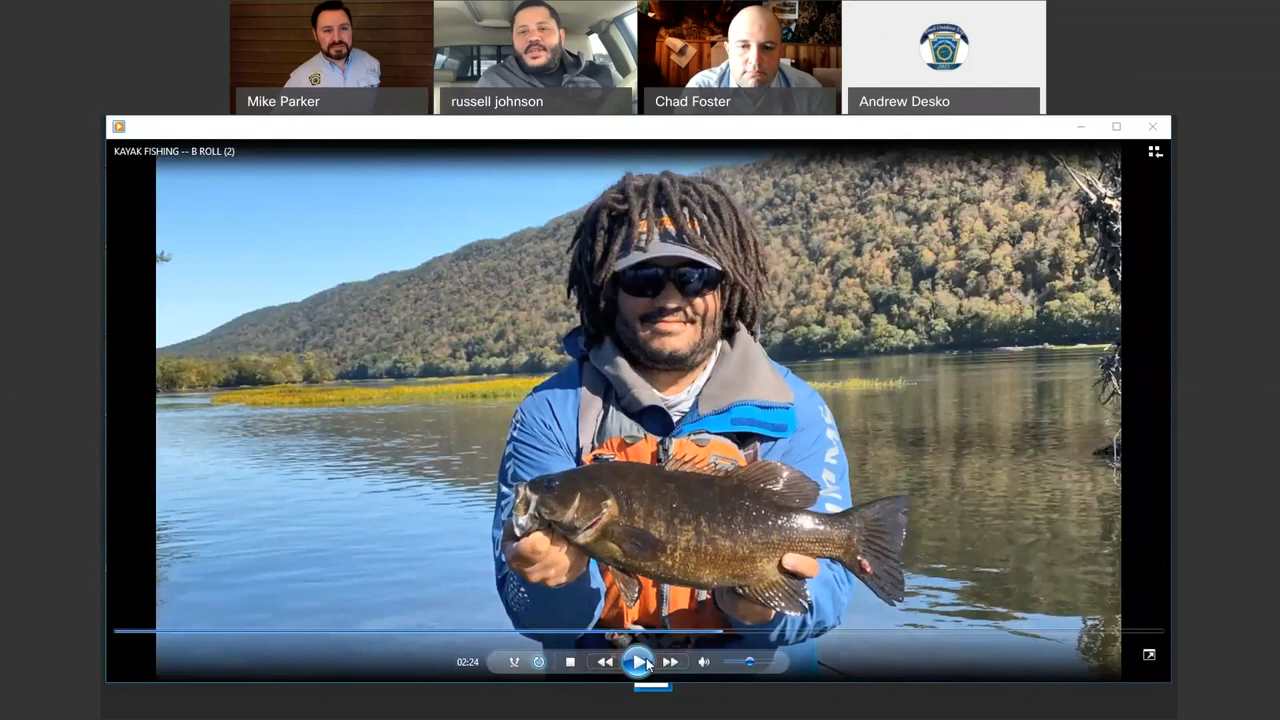 Mike Parker
russell johnson
Chad Foster
Andrew Desko
KAYAK FISHING -- B ROLL (2)
02:24